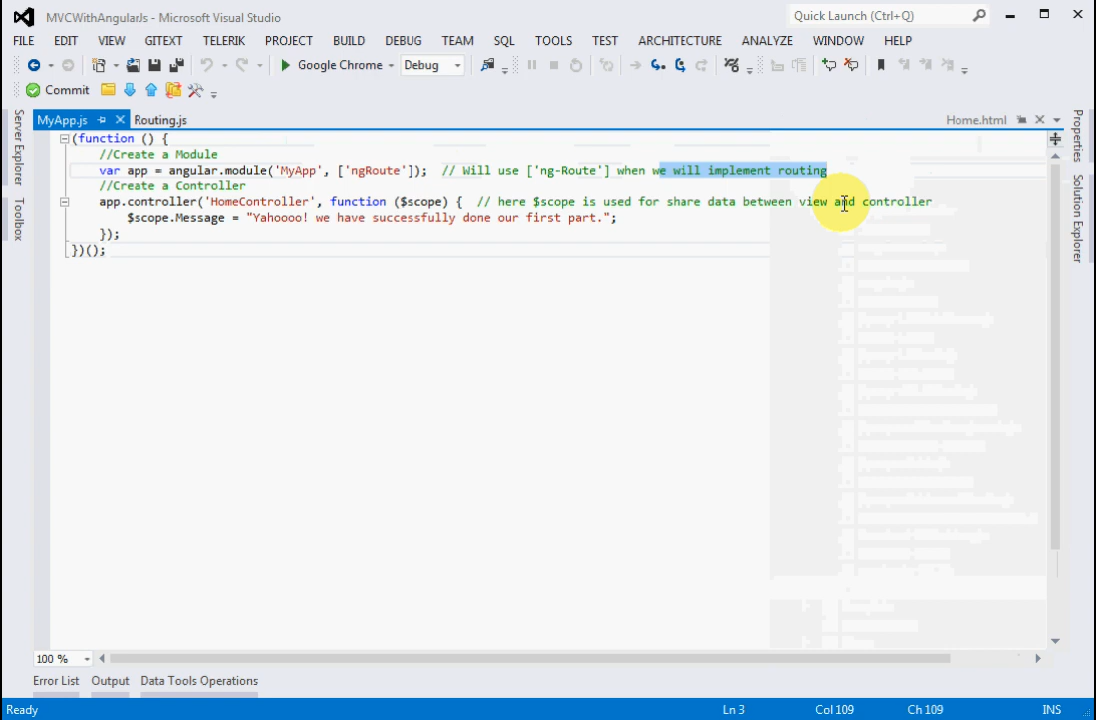 MVCWithAngularJs - Microsoft Visual Studio
Quick Launch (Ctrl+Q)
FILE EDIT VIEW GITEXT TELERIK PROJECT BUILD DEBUG TEAM SQL TOOLS TEST ARCHITECTURE ANALYZE WINDOW HELP
Google Chrome Debug
Commit
MyApp.js Routing.js Home.html
Server Explorer
Toolbox
Properties
Solution Explorer
(function () {
//Create a Module
var app = angular.module('MyApp', ['ngRoute']); // Will use ['ng-Route'] when we will implement routing
//Create a Controller
app.controller('HomeController', function ($scope) { // here $scope is used for share data between view and controller
$scope.Message = "Yahoooo! we have successfully done our first part.";
});
})();
100 %
Error List Output Data Tools Operations
Ready Ln 3 Col 109 Ch 109 INS